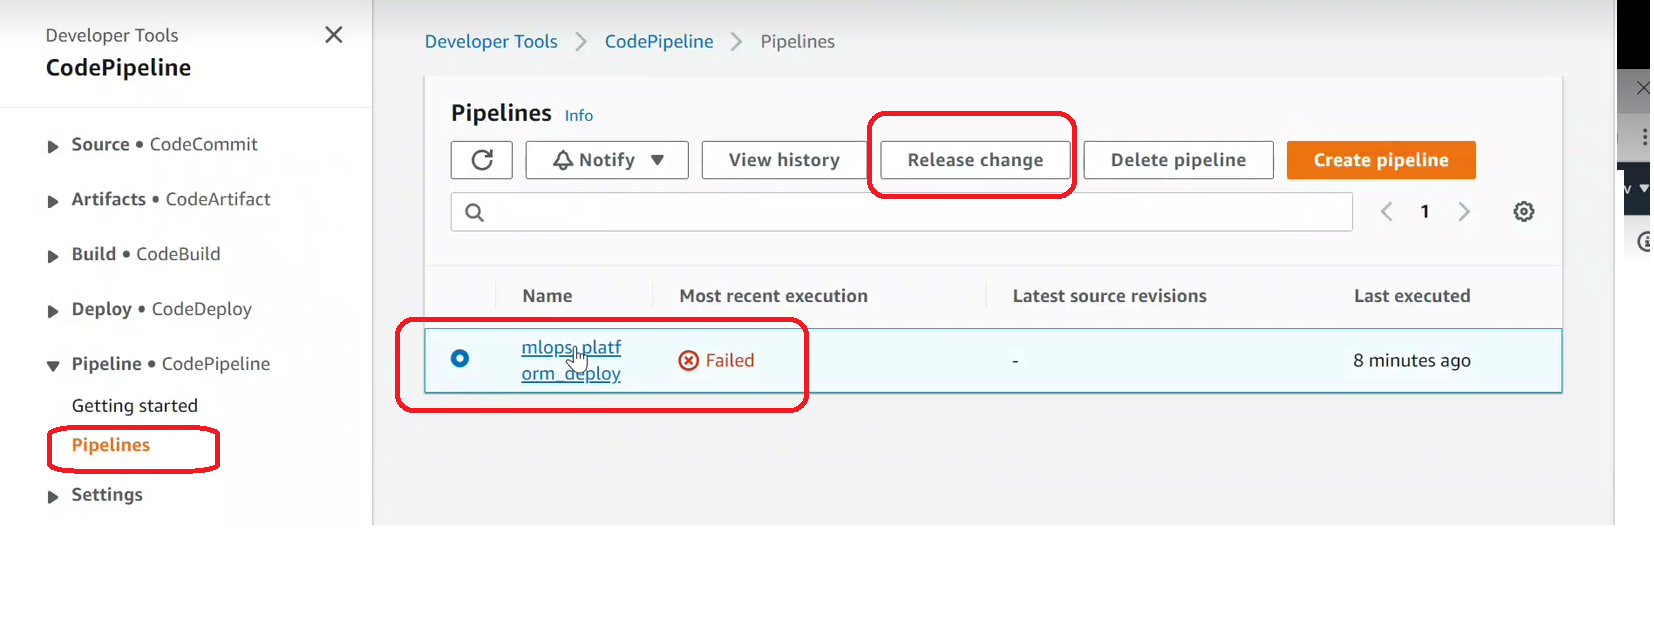 Developer Tools
CodePipeline
Source • CodeCommit
Artifacts • CodeArtifact
Build • CodeBuild
Deploy • CodeDeploy
Pipeline • CodePipeline
Getting started
Pipelines
Settings
Developer Tools > CodePipeline > Pipelines
Pipelines Info
Notify
View history
Release change
Delete pipeline
Create pipeline
1
Name Most recent execution Latest source revisions Last executed
mlops_platf
orm_deploy
Failed - 8 minutes ago
v